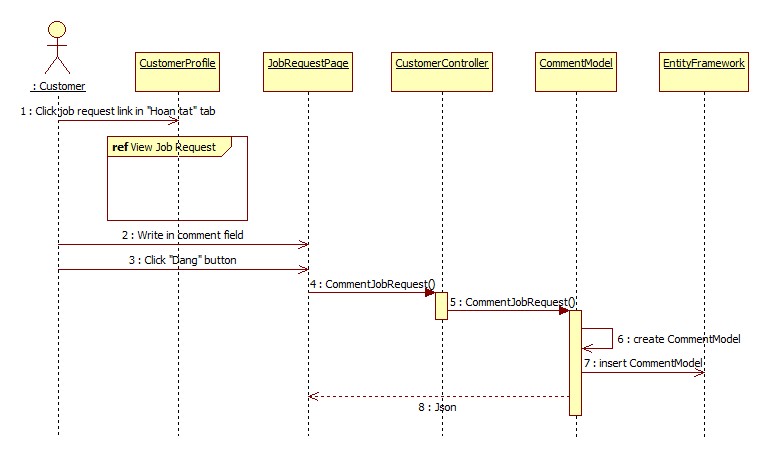 : Customer
CustomerProfile
JobRequestPage
CustomerController
CommentModel
EntityFramework
1 : Click job request link in "Hoan tat" tab
ref View Job Request
2 : Write in comment field
3 : Click "Dang" button
4 : CommentJobRequest()
5 : CommentJobRequest()
6 : create CommentModel
7 : insert CommentModel
8 : Json